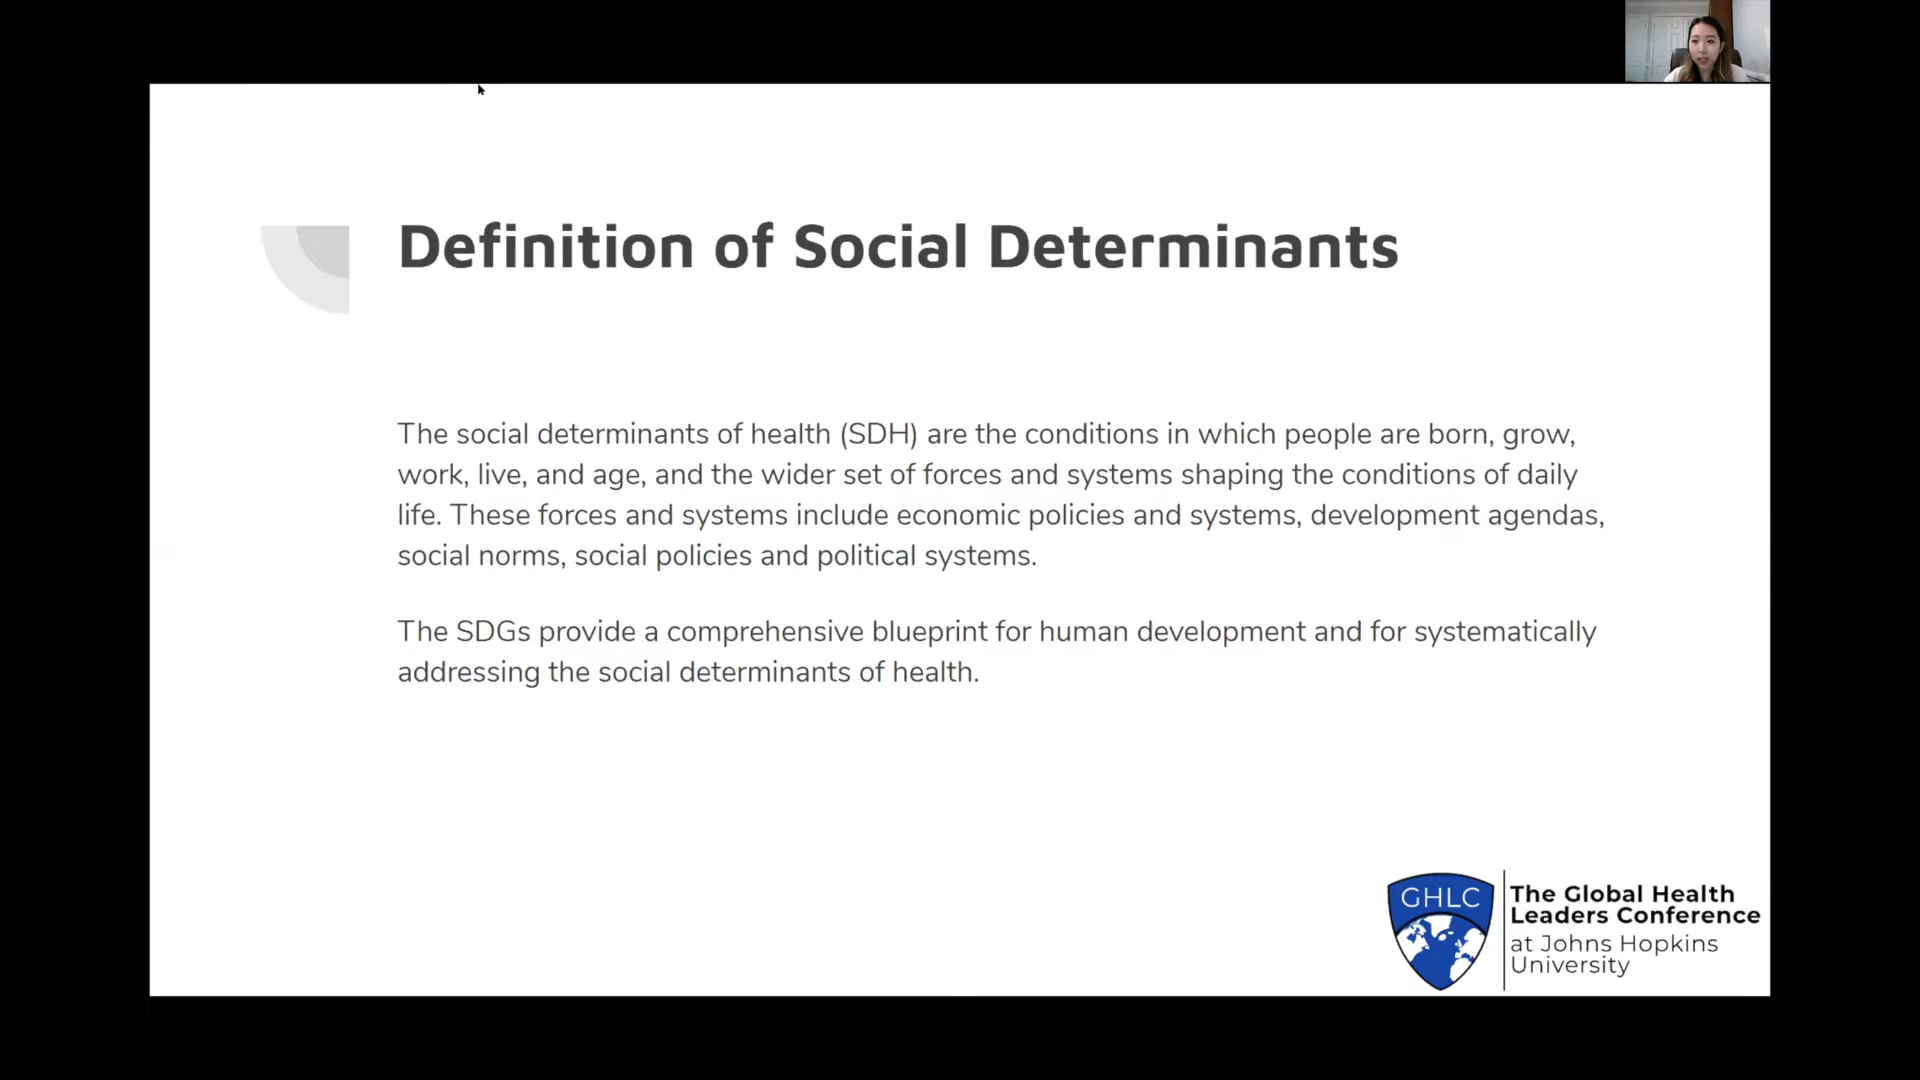 Definition of Social Determinants
The social determinants of health (SDH) are the conditions in which people are born, grow,
work, live, and age, and the wider set of forces and systems shaping the conditions of daily
life. These forces and systems include economic policies and systems, development agendas,
social norms, social policies and political systems.
The SDGs provide a comprehensive blueprint for human development and for systematically
addressing the social determinants of health.
GHLC
The Global Health
Leaders Conference
at Johns Hopkins
University